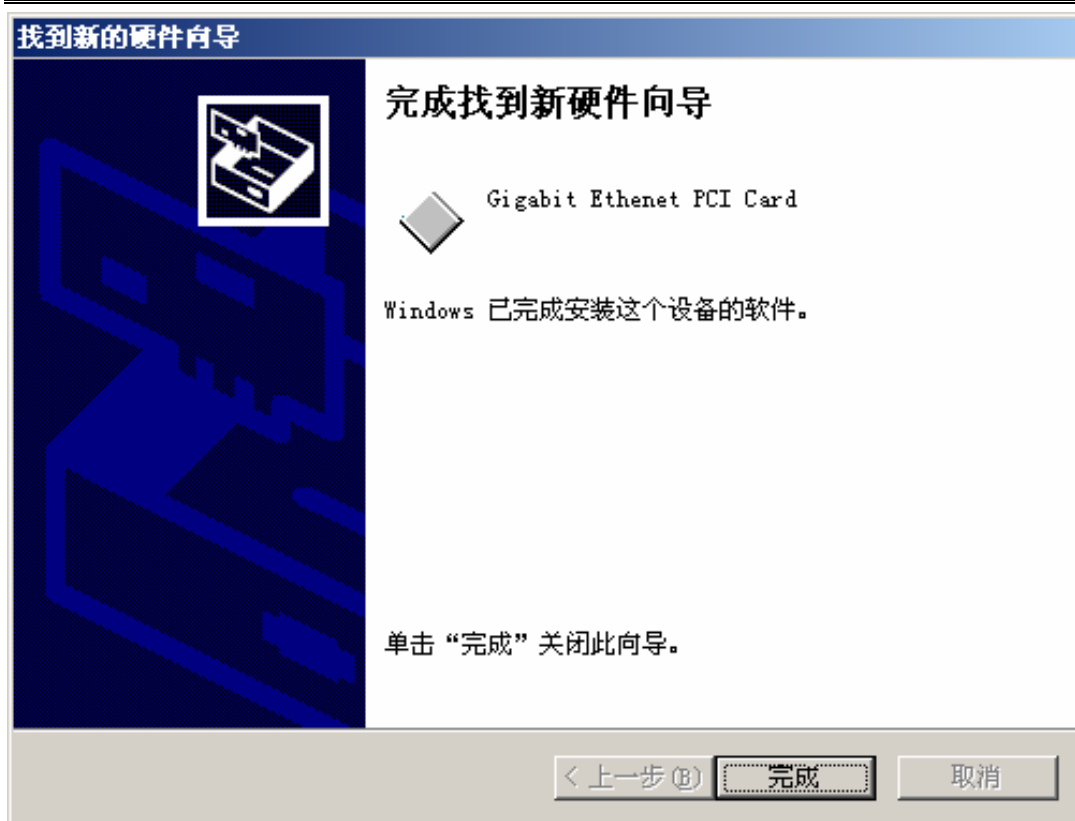 找到新的硬件向导
完成找到新硬件向导
Gigabit Ethenet PCI Card
Windows 已完成安装这个设备的软件。
单击“完成”关闭此向导。
< 上一步(B) 完成 取消